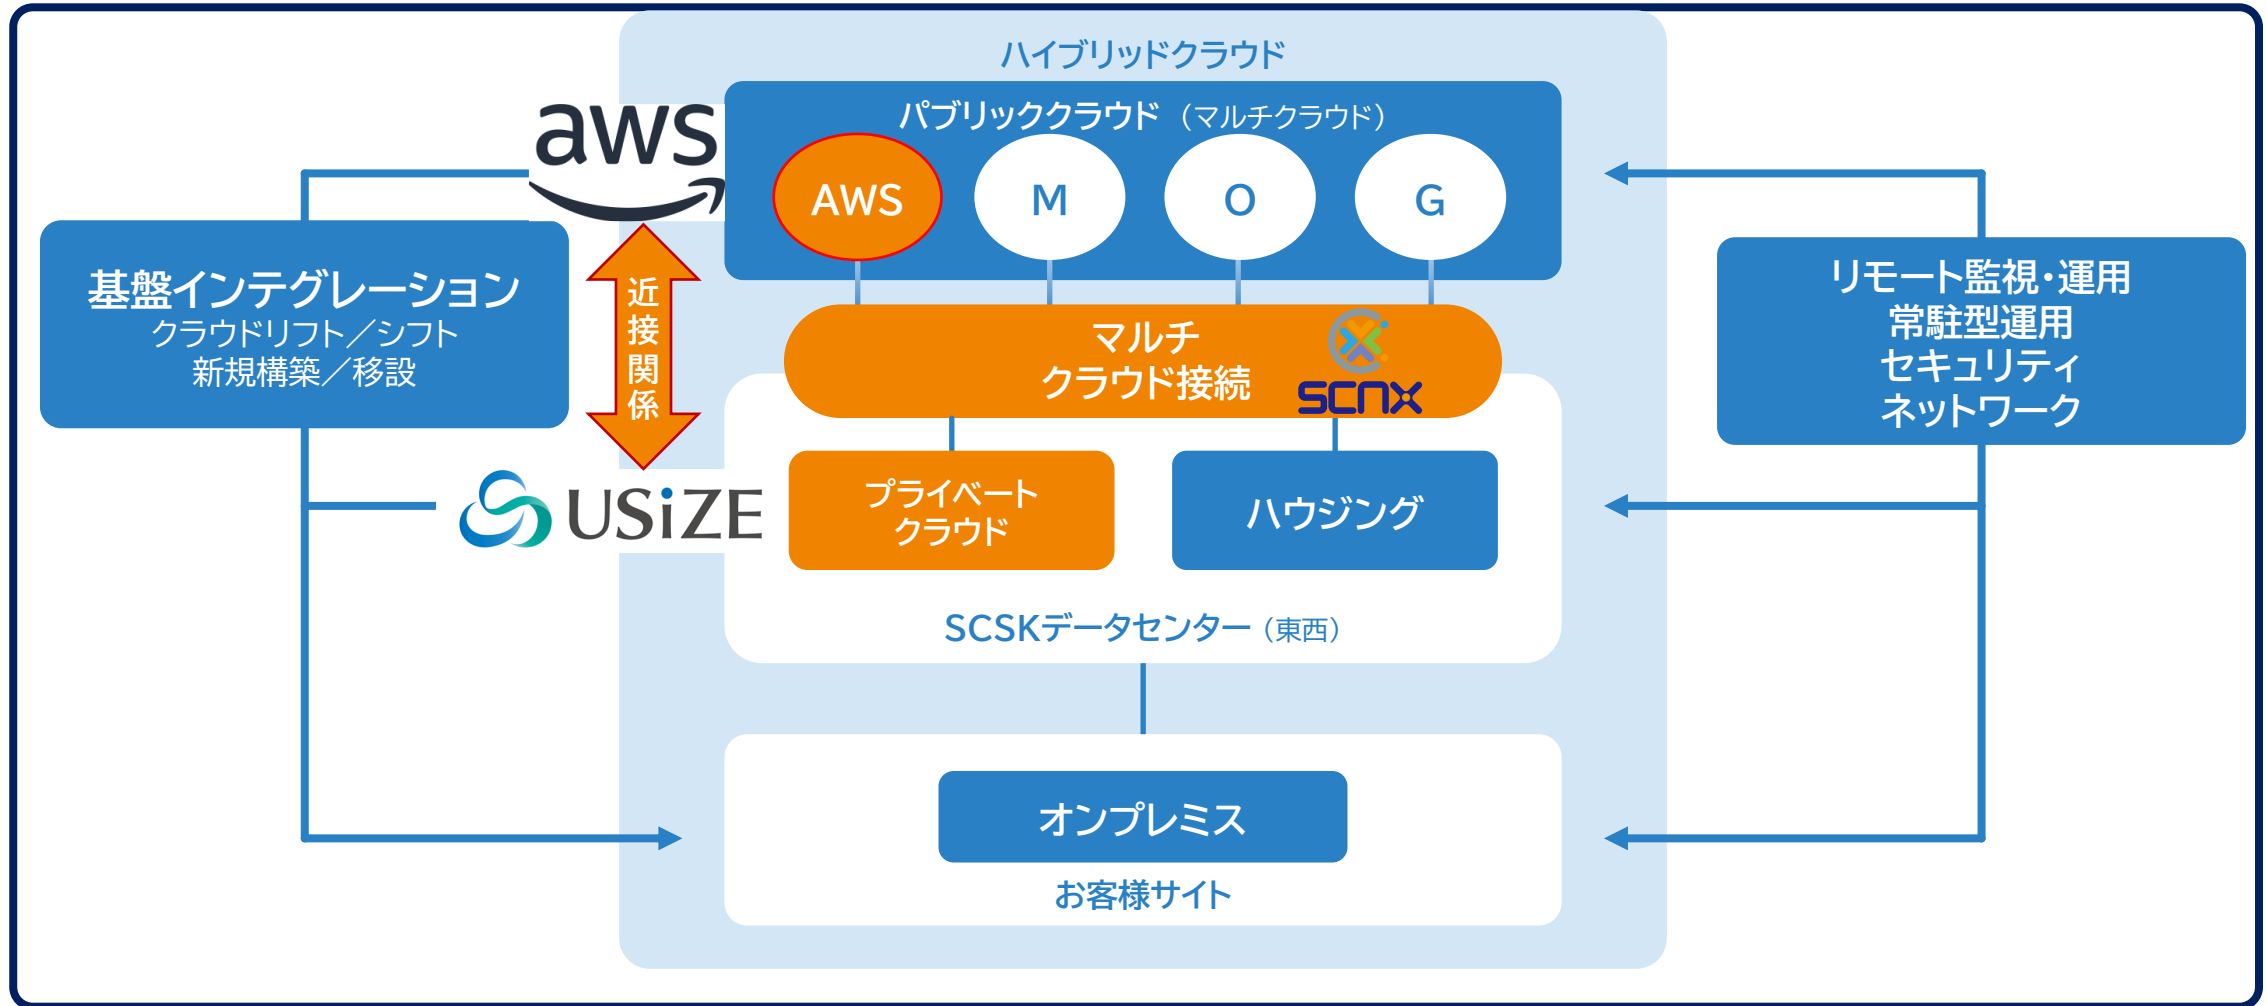 ハイブリッドクラウド
パブリッククラウド（マルチクラウド）
aws
AWS
M
O
G
基盤インテグレーション
クラウドリフト／シフト
新規構築／移設
近接関係
マルチ
クラウド接続
SCNX
リモート監視・運用
常駐型運用
セキュリティ
ネットワーク
USiZE
プライベート
クラウド
ハウジング
SCSKデータセンター（東西）
オンプレミス
お客様サイト